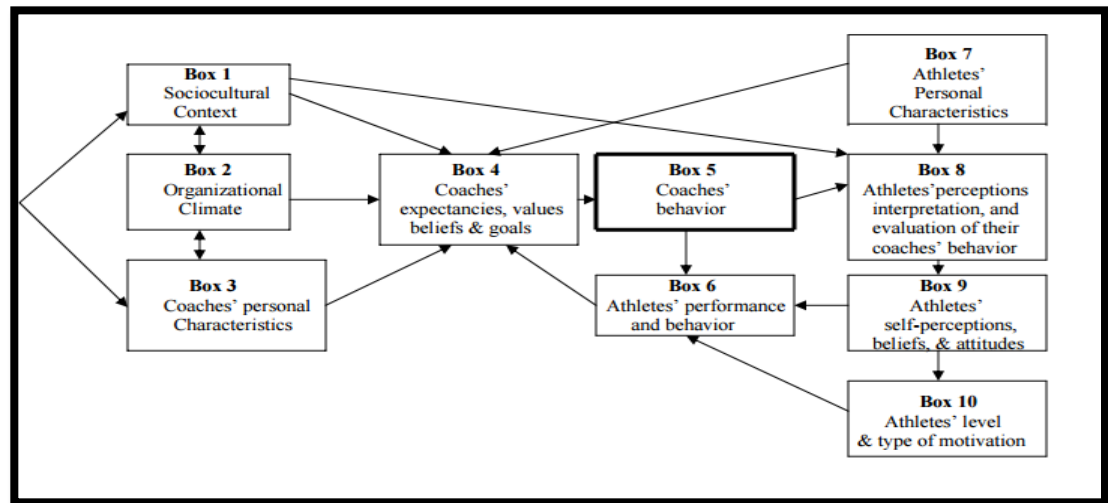 Box 1
Sociocultural
Context
Box 2
Organizational
Climate
Box 3
Coaches’ personal
Characteristics
Box 4
Coaches’
expectancies, values
beliefs & goals
Box 5
Coaches’
behavior
Box 6
Athletes’ performance
and behavior
Box 7
Athletes’
Personal
Characteristics
Box 8
Athletes’perceptions
interpretation, and
evaluation of their
coaches’ behavior
Box 9
Athletes’
self-perceptions,
beliefs, & attitudes
Box 10
Athletes’ level
& type of motivation